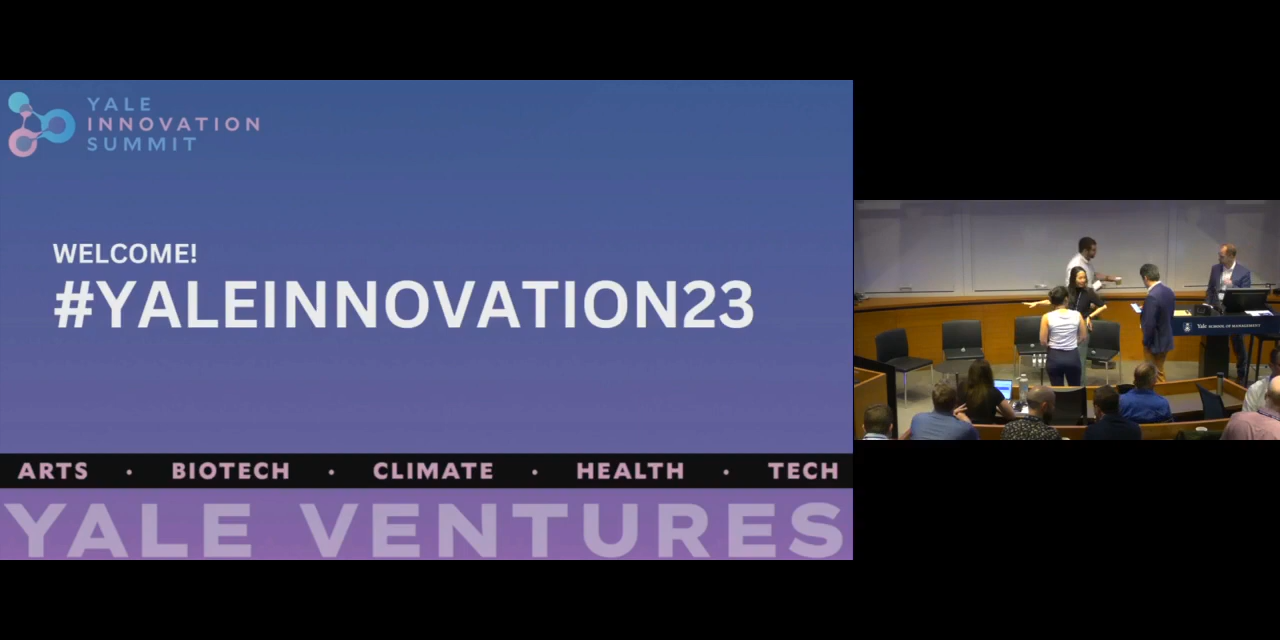 YALE
INNOVATION
SUMMIT
WELCOME!
#YALEINNOVATION23
ARTS · BIOTECH · CLIMATE · HEALTH · TECH
YALE VENTURES
Yale SCHOOL OF MANAGEMENT